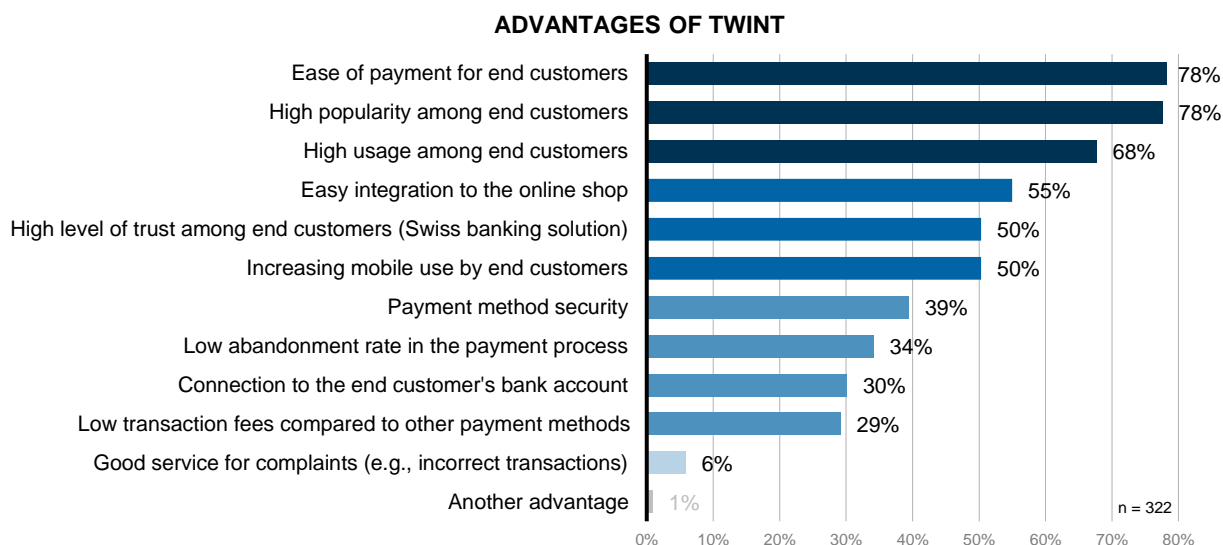 ADVANTAGES OF TWINT
Ease of payment for end customers 78%
High popularity among end customers 78%
High usage among end customers 68%
Easy integration to the online shop 55%
High level of trust among end customers (Swiss banking solution) 50%
Increasing mobile use by end customers 50%
Payment method security 39%
Low abandonment rate in the payment process 34%
Connection to the end customer's bank account 30%
Low transaction fees compared to other payment methods 29%
Good service for complaints (e.g., incorrect transactions) 6%
Another advantage 1%
n = 322
0% 10% 20% 30% 40% 50% 60% 70% 80%